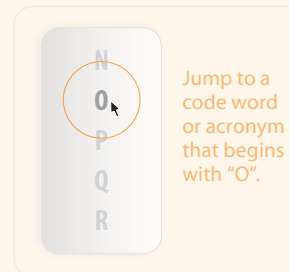 N
O
P
Q
R
Jump to a
code word
or acronym
that begins
with “O”.